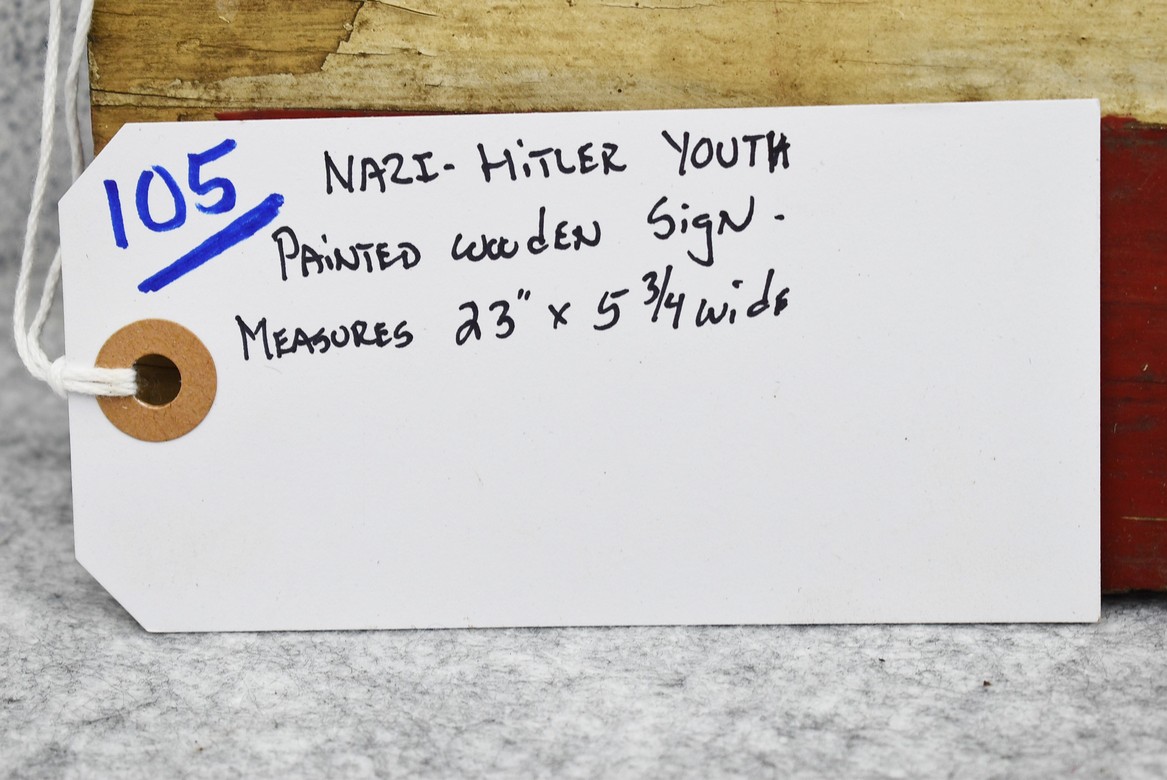 105
NAZI- HiTLER YOUTH
PAiNTED WOOdEN SigN.
MEASURES 23" x 5 3/4 wide